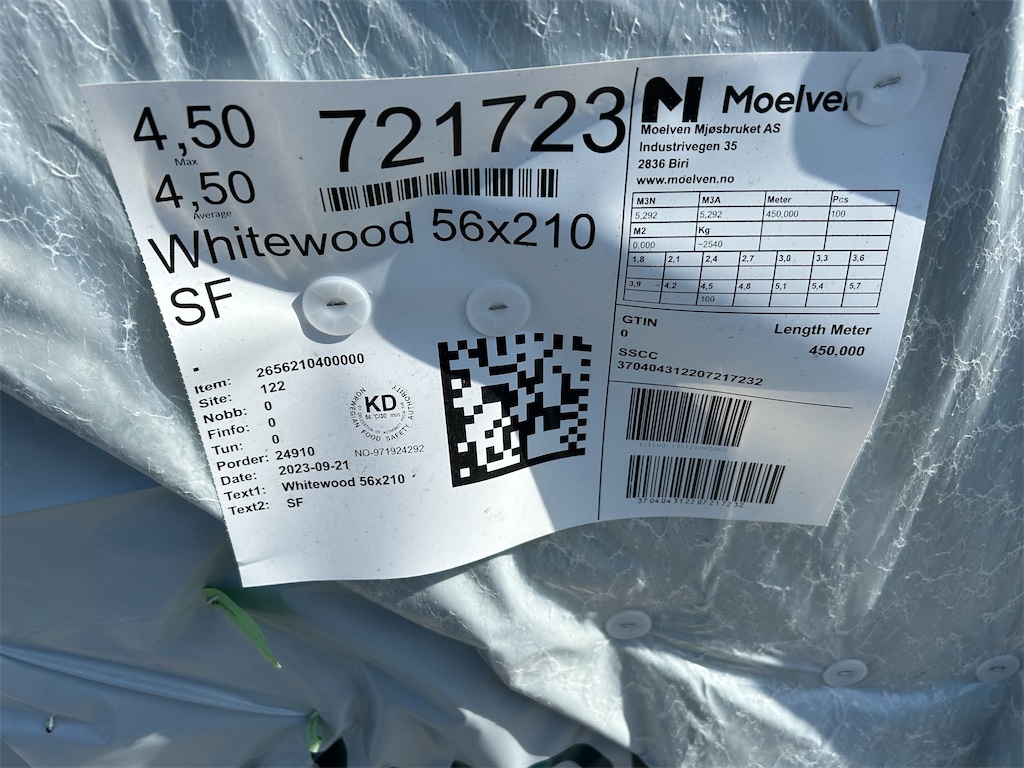 4,50
Max
4,50
Average
721723
Whitewood 56x210
SF
-
Item: 2656210400000
Site: 122
Nobb: 0
Finfo: 0
Tun: 0
Porder: 24910
Date: 2023-09-21
Text1: Whitewood 56x210
Text2: SF
NORWEGIAN FOOD SAFETY AUTHORITY
KD
56 °C/30 min
NO-971924292
Moelven
Moelven Mjøsbruket AS
Industrivegen 35
2836 Biri
www.moelven.no
M3N M3A Meter Pcs
5,292 5,292 450,000 100
M2 Kg
0,000 ~2540
1,8 2,1 2,4 2,7 3,0 3,3 3,6
3,9 4,2 4,5 4,8 5,1 5,4 5,7
100
GTIN
0
Length Meter
450,000
SSCC
370404312207217232
370404312207217232